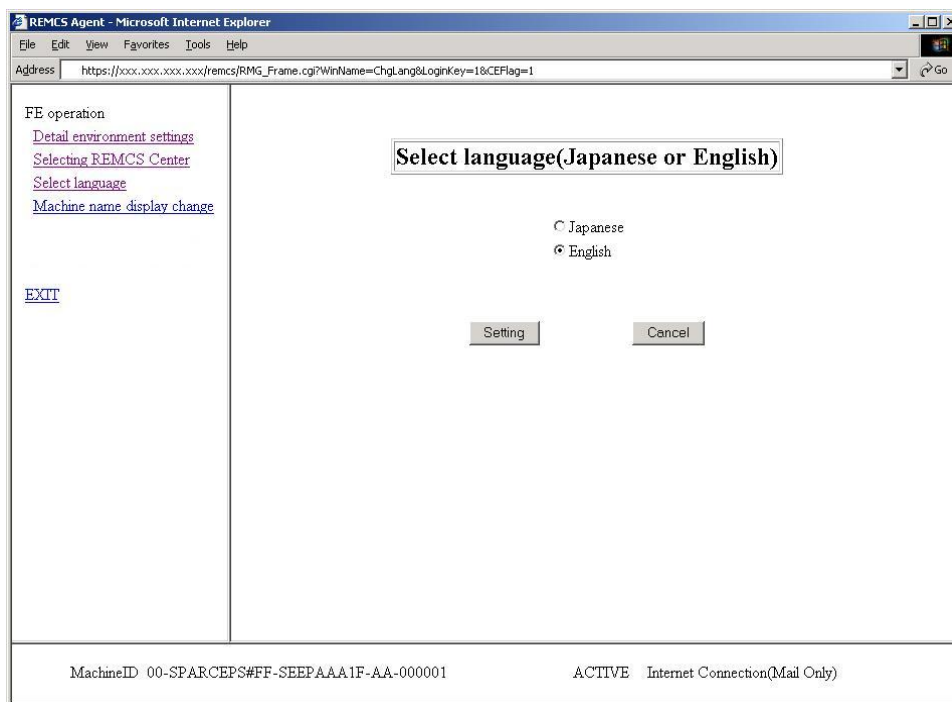 REMCS Agent - Microsoft Internet Explorer
File Edit View Favorites Tools Help
Address https://xxx.xxx.xxx.xxx/remcs/RMG_Frame.cgi?WinName=ChgLang&LoginKey=1&CEFlag=1 Go
FE operation
Detail environment settings
Selecting REMCS Center
Select language
Machine name display change
EXIT
Select language(Japanese or English)
Japanese
English
Setting Cancel
MachineID 00-SPARCEPS#FF-SEEPAAA1F-AA-000001 ACTIVE Internet Connection(Mail Only)